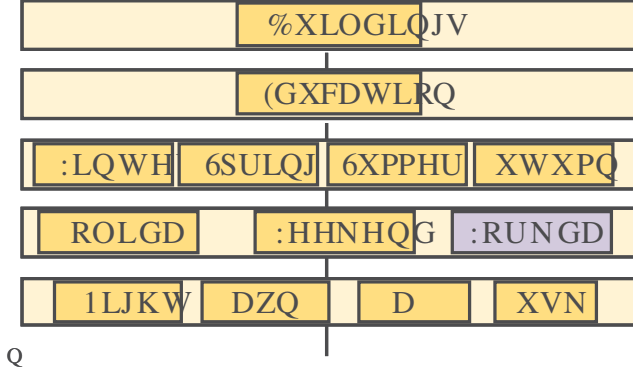 %XLOGLQJV
(GXFDWLRQ
:LQWH 6SULQJ 6XPPHU XWXPQ
ROLGD :HHNHQG :RUNGD
1LJKW DZQ D XVN
Q